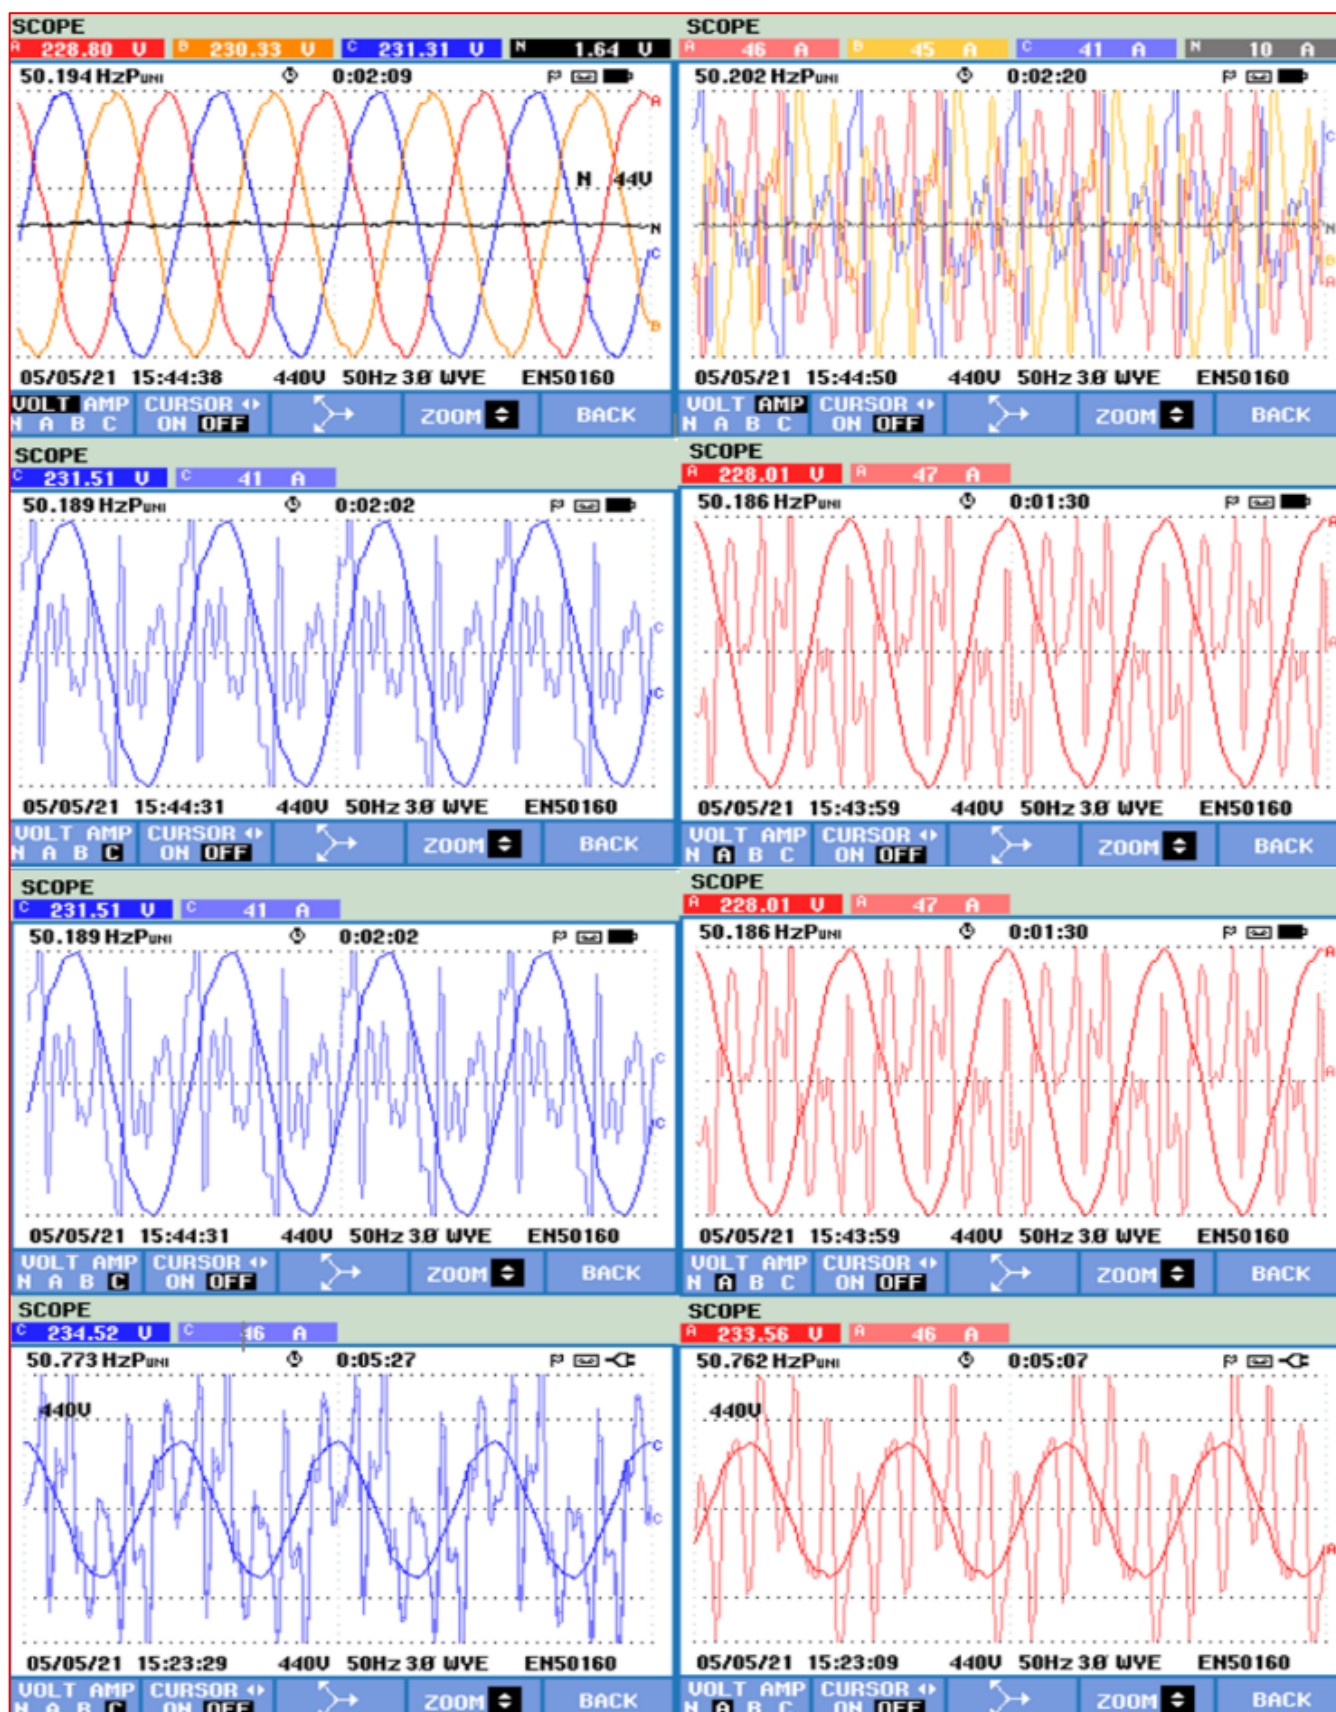 SCOPE
A 228.80 V B 230.33 V C 231.31 V N 1.64 V
50.194 HzPUNI 0:02:09
A
N 44V
N
C
B
05/05/21 15:44:38 440V 50Hz 3Ø WYE EN50160
VOLT AMP CURSOR ZOOM BACK
N A B C ON OFF
SCOPE
A 46 A B 45 A C 41 A N 10 A
50.202 HzPUNI 0:02:20
C
N
B
A
05/05/21 15:44:50 440V 50Hz 3Ø WYE EN50160
VOLT AMP CURSOR ZOOM BACK
N A B C ON OFF
SCOPE
C 231.51 V C 41 A
50.189 HzPUNI 0:02:02
C
C
05/05/21 15:44:31 440V 50Hz 3Ø WYE EN50160
VOLT AMP CURSOR ZOOM BACK
N A B C ON OFF
SCOPE
A 228.01 V A 47 A
50.186 HzPUNI 0:01:30
A
A
05/05/21 15:43:59 440V 50Hz 3Ø WYE EN50160
VOLT AMP CURSOR ZOOM BACK
N A B C ON OFF
SCOPE
C 231.51 V C 41 A
50.189 HzPUNI 0:02:02
C
C
05/05/21 15:44:31 440V 50Hz 3Ø WYE EN50160
VOLT AMP CURSOR ZOOM BACK
N A B C ON OFF
SCOPE
A 228.01 V A 47 A
50.186 HzPUNI 0:01:30
A
A
05/05/21 15:43:59 440V 50Hz 3Ø WYE EN50160
VOLT AMP CURSOR ZOOM BACK
N A B C ON OFF
SCOPE
C 234.52 V C 46 A
50.773 HzPUNI 0:05:27
440V
C
C
05/05/21 15:23:29 440V 50Hz 3Ø WYE EN50160
VOLT AMP CURSOR ZOOM BACK
N A B C ON OFF
SCOPE
A 233.56 V A 46 A
50.762 HzPUNI 0:05:07
440V
A
05/05/21 15:23:09 440V 50Hz 3Ø WYE EN50160
VOLT AMP CURSOR ZOOM BACK
N A B C ON OFF